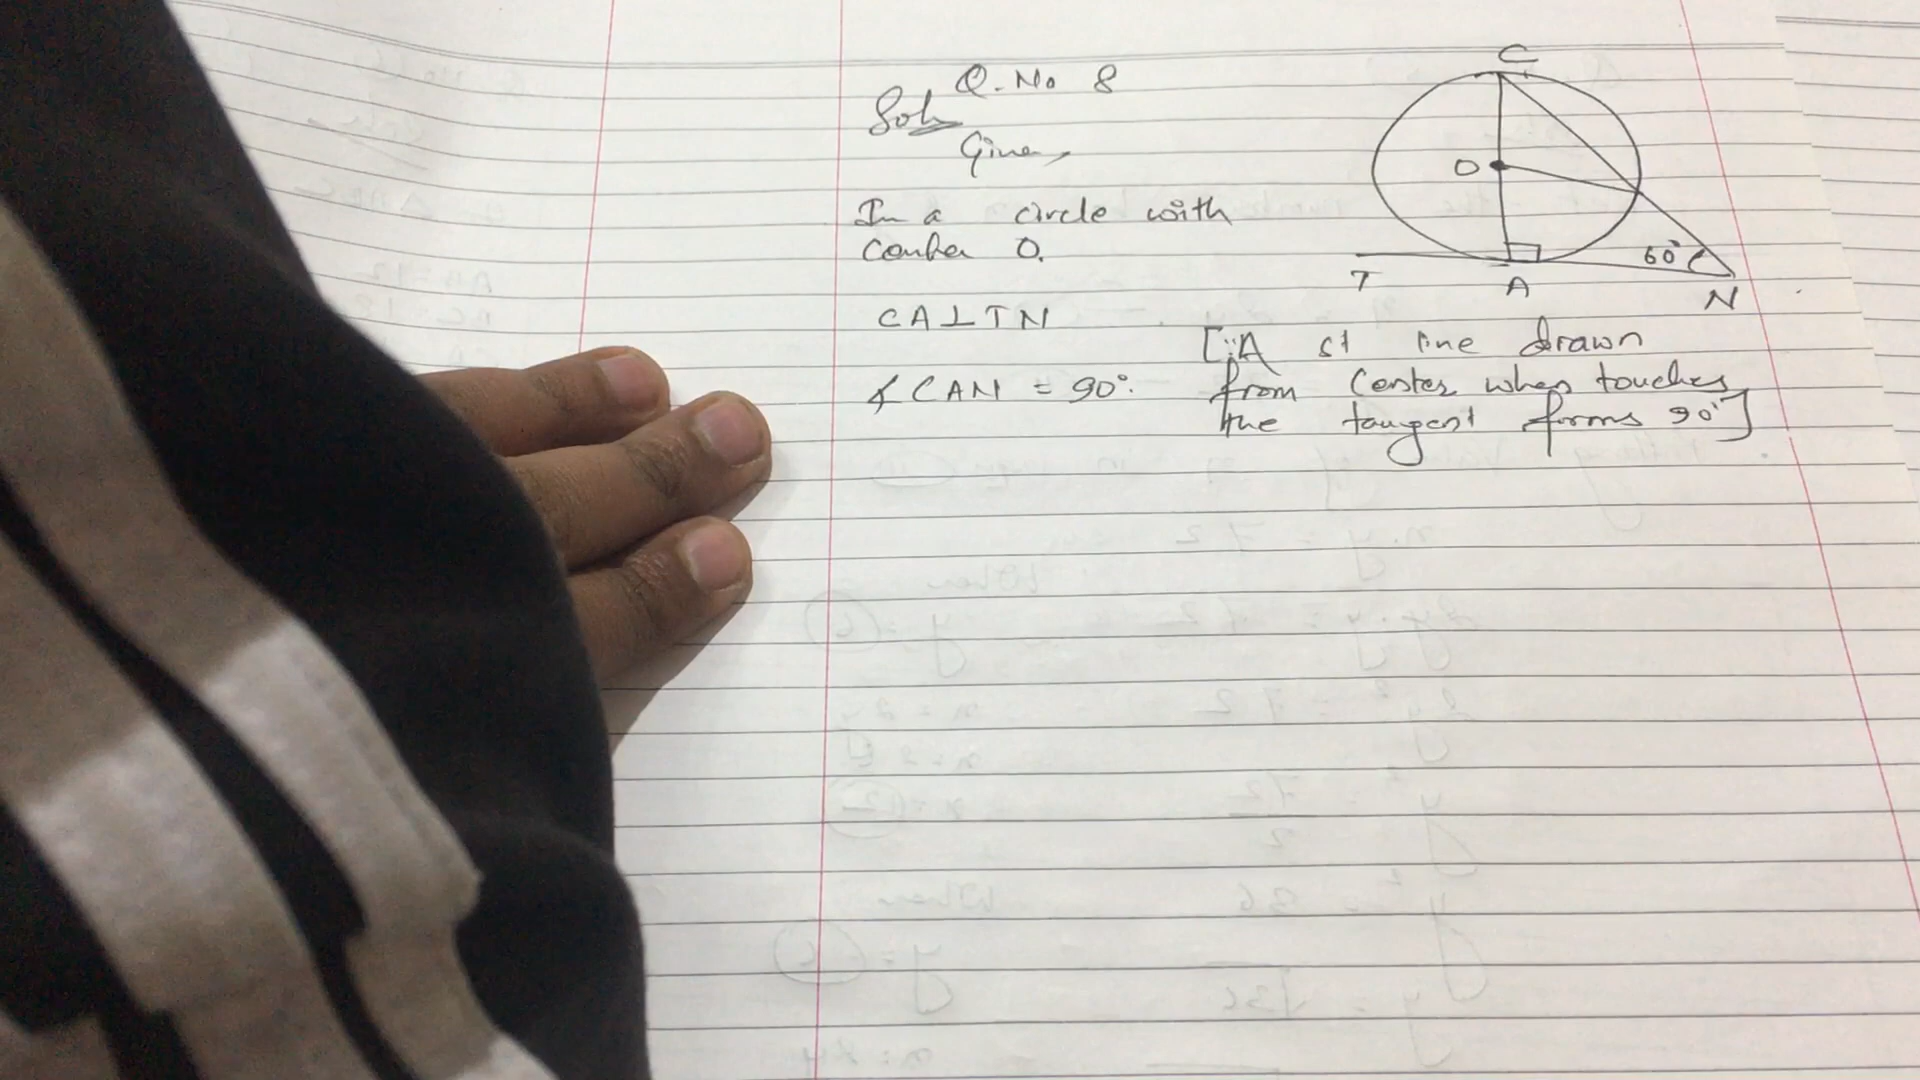 Q. No 8
Soln
Given,
In a circle with
Center O.
CA⊥TN
∡CAN = 90°.
[∵A st line drawn
from Center when touches
the tangent forms 90°]
C
O
60°
T
A
N